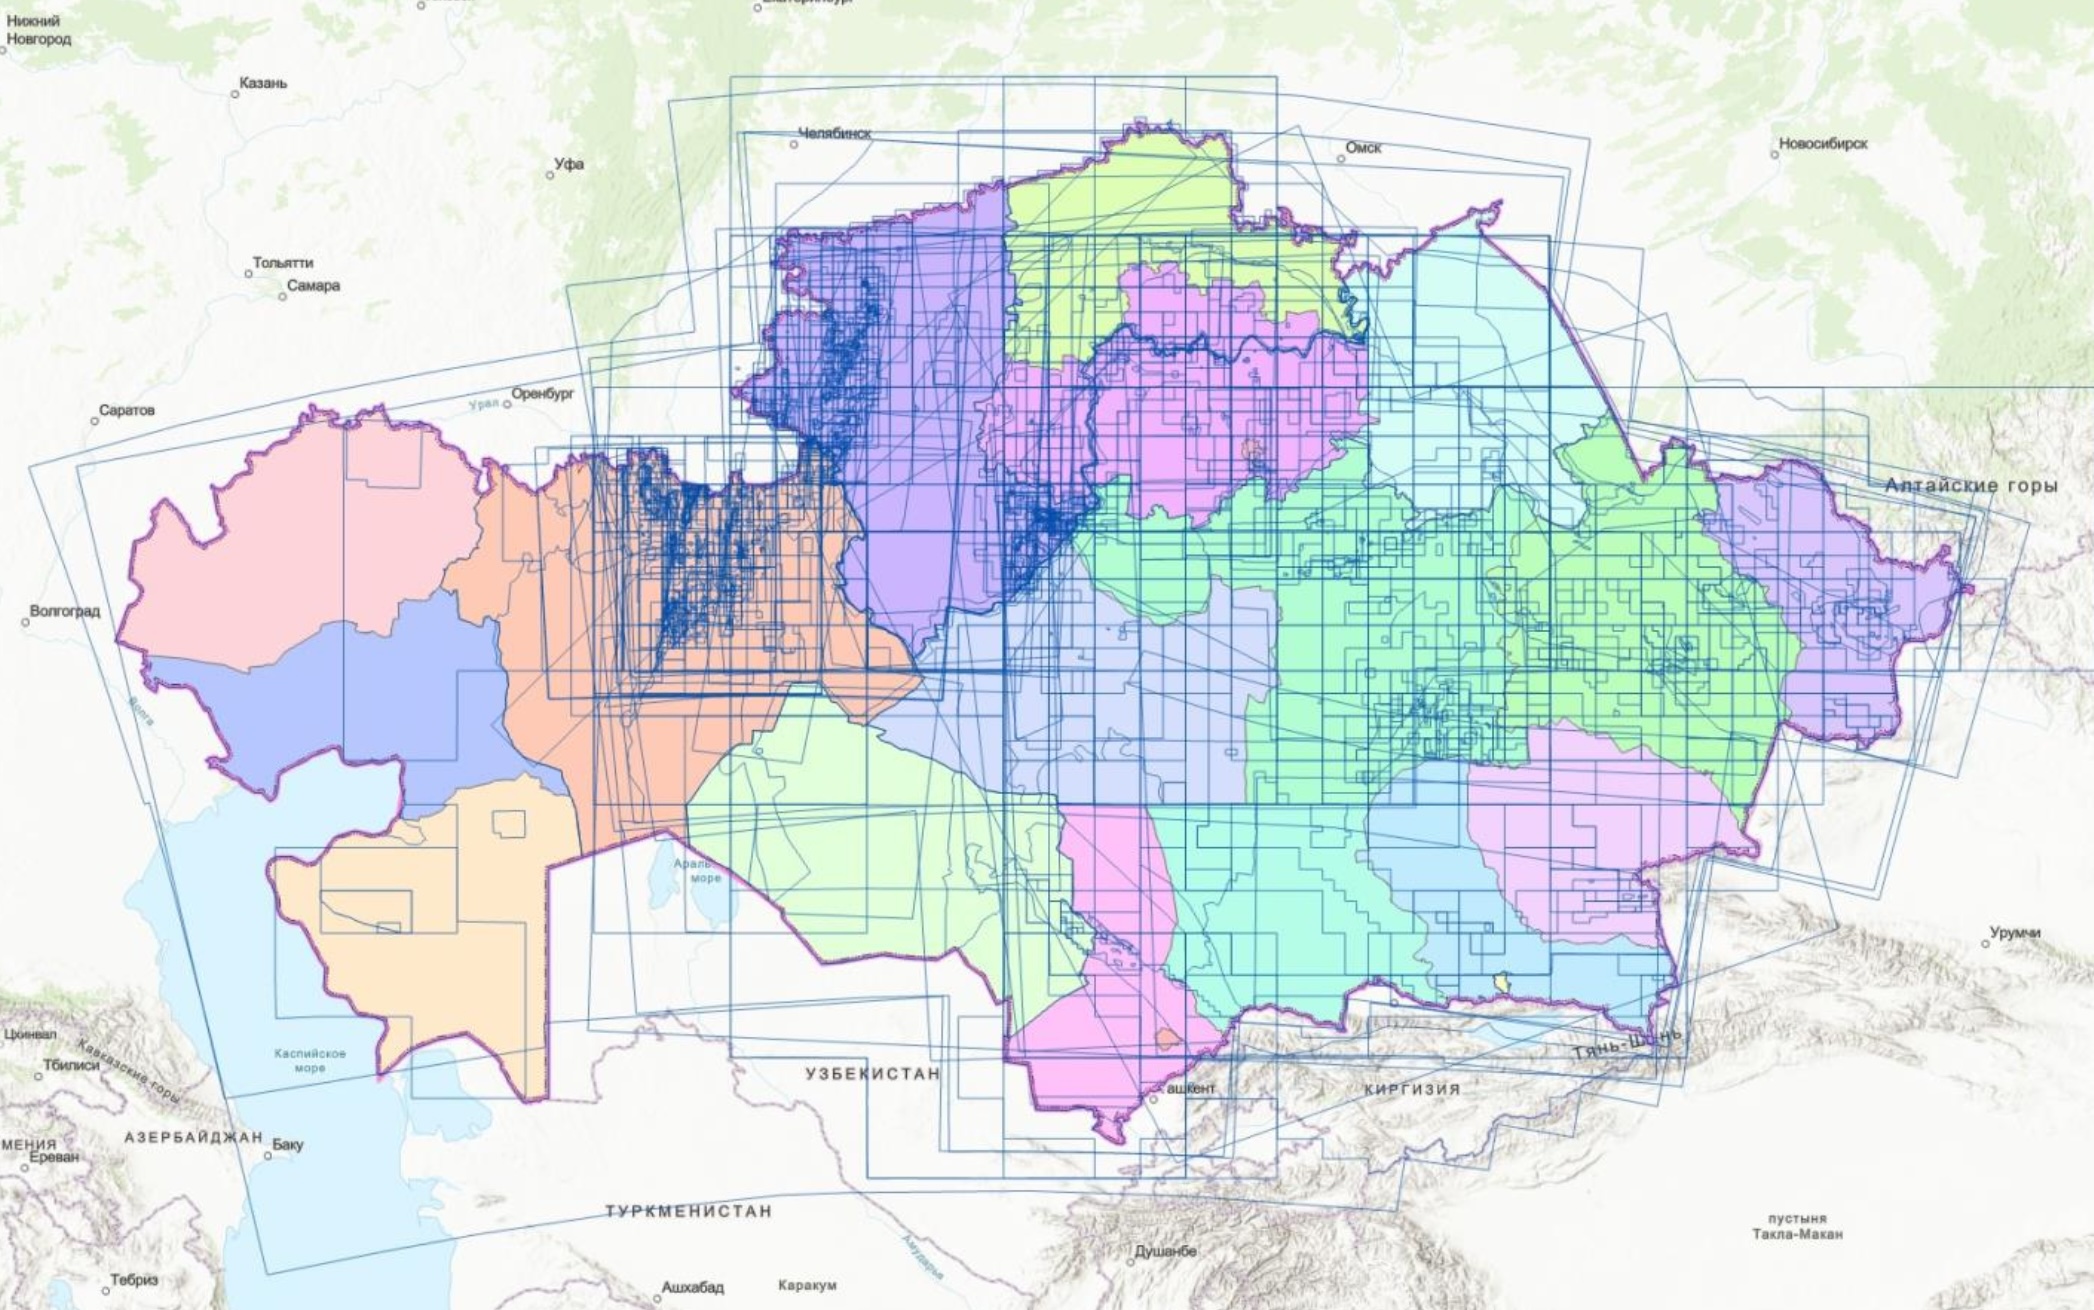 Нижний
Новгород
Казань
Челябинск
Омск
Новосибирск
Уфа
Тольятти
Самара
Оренбург
Урал
Саратов
Алтайские горы
Волгоград
Волга
море
Урумчи
Цхинвал
Кавказские горы
Каспийское
море
Тбилиси
Тянь-Шань
УЗБЕКИСТАН
ашкент
КИРГИЗИЯ
АЗЕРБАЙДЖАН
Баку
МЕНИЯ
Ереван
ТУРКМЕНИСТАН
пустыня
Такла-Макан
Амударья
Душанбе
Тебриз
Ашхабад
Каракум